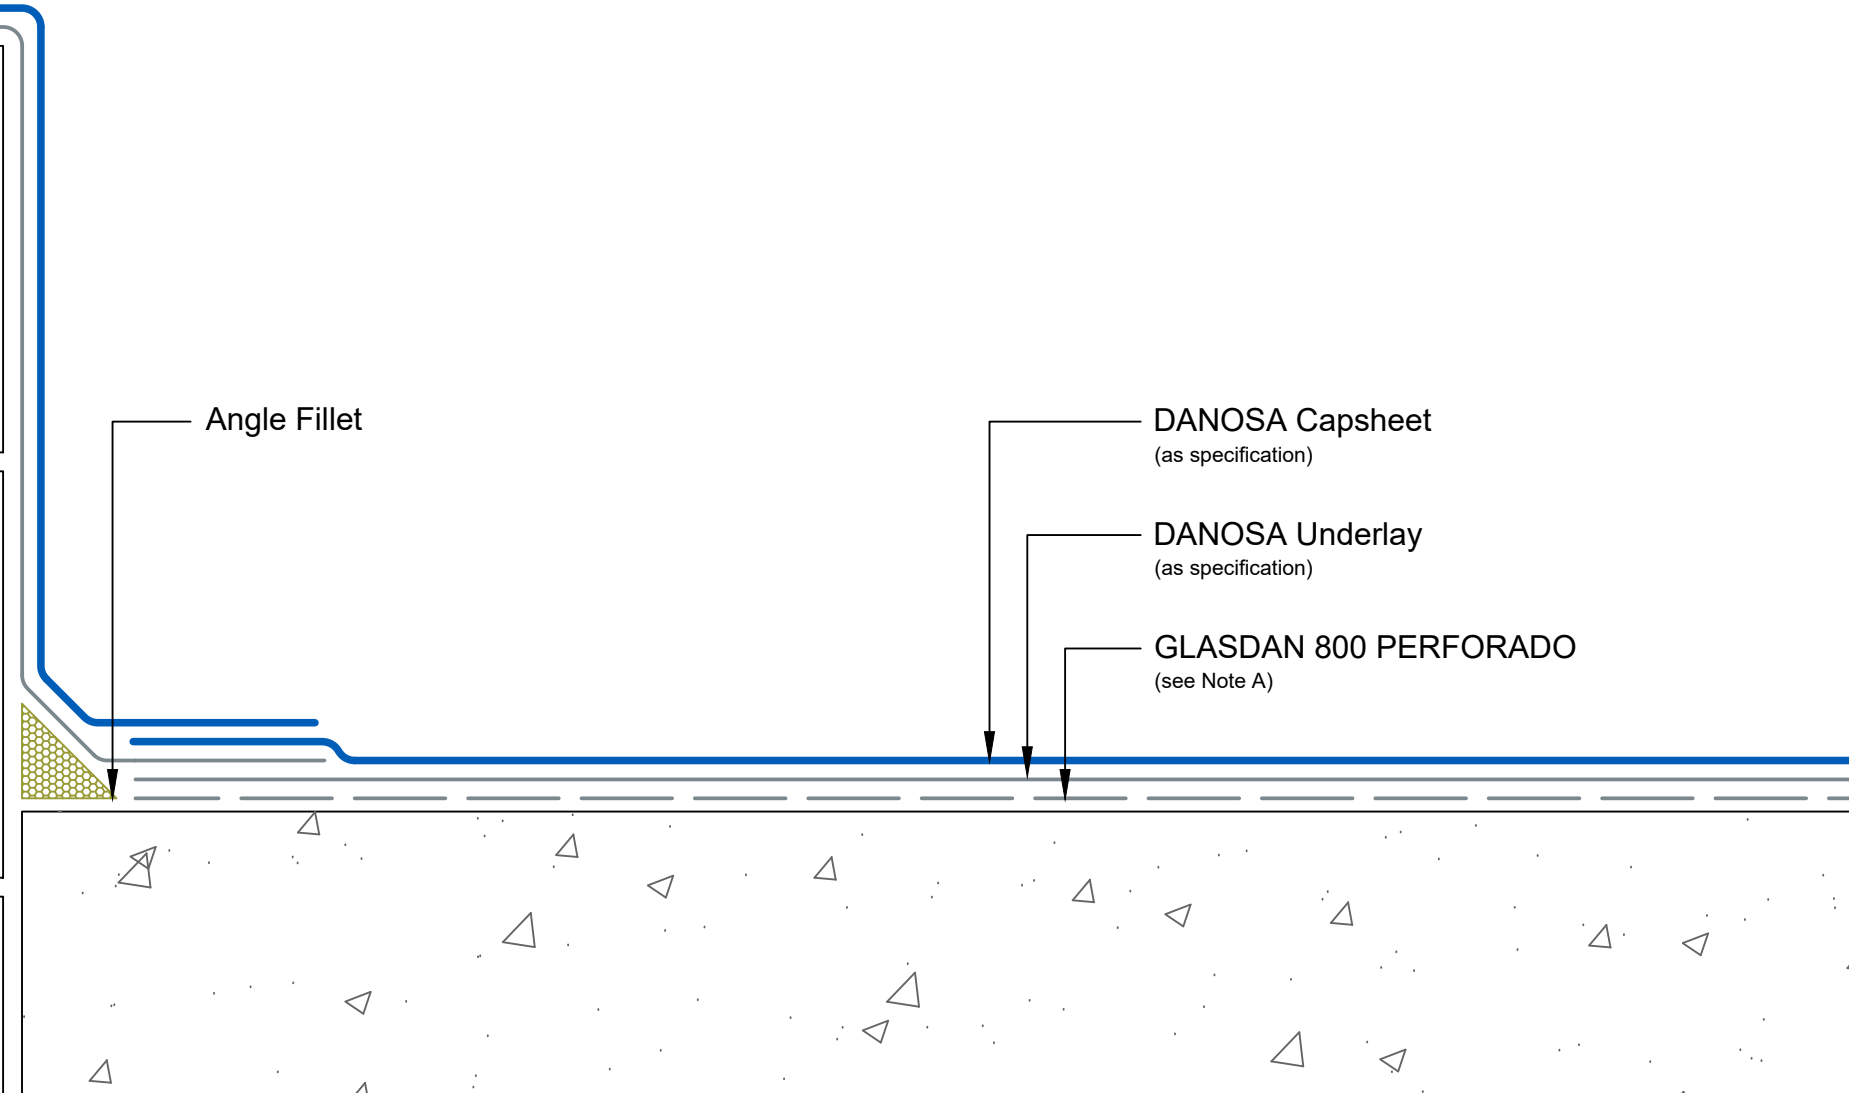 Angle Fillet
DANOSA Capsheet
(as specification)
DANOSA Underlay
(as specification)
GLASDAN 800 PERFORADO
(see Note A)